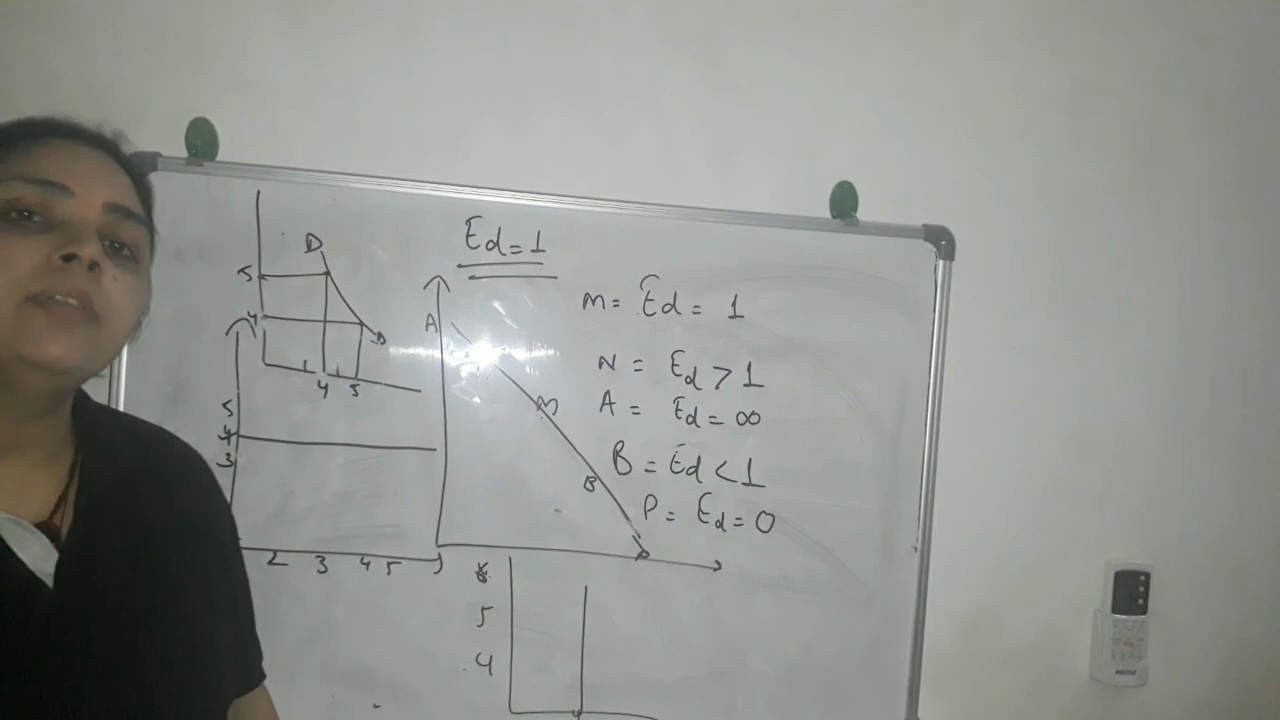 Ed = 1
M = Ed = 1
N = Ed > 1
A = Ed = ∞
B = Ed < 1
P = Ed = 0
D
5
4
D
4 5
5
4
3
2 3 4 5
A
M
B
P
5
4
4